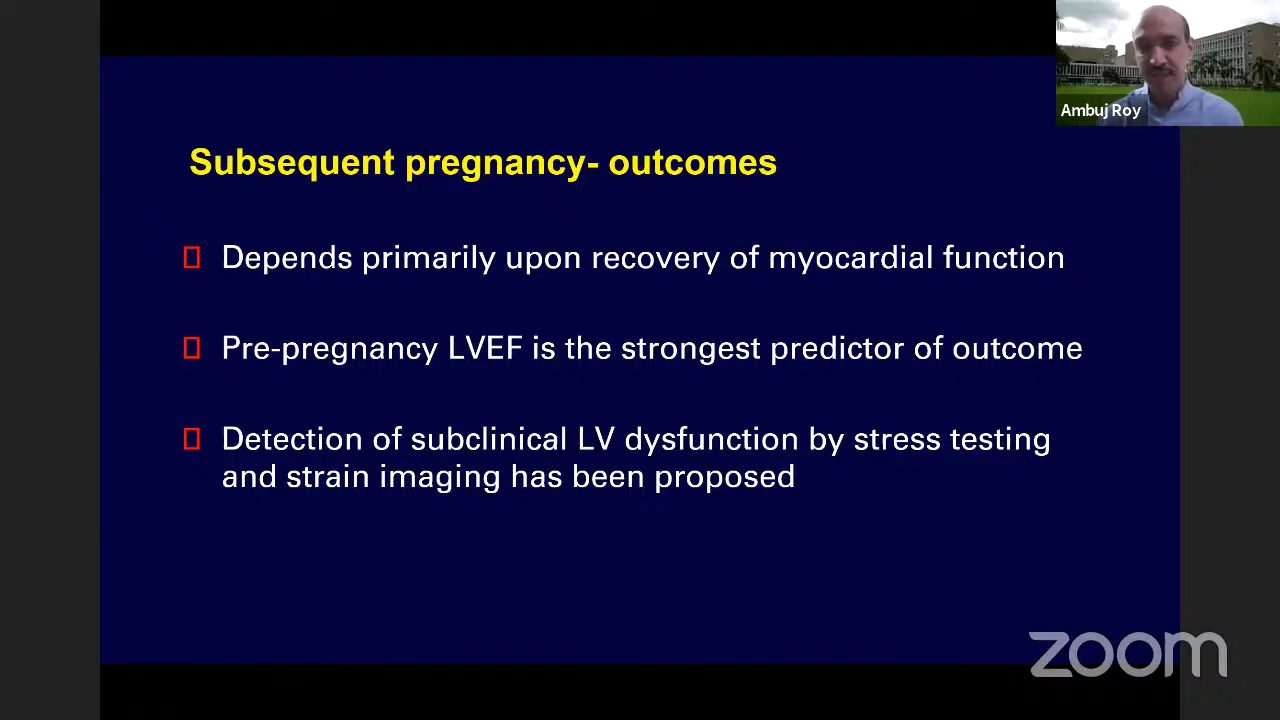 Ambuj Roy
Subsequent pregnancy- outcomes
Depends primarily upon recovery of myocardial function
Pre-pregnancy LVEF is the strongest predictor of outcome
Detection of subclinical LV dysfunction by stress testing
and strain imaging has been proposed
zoom